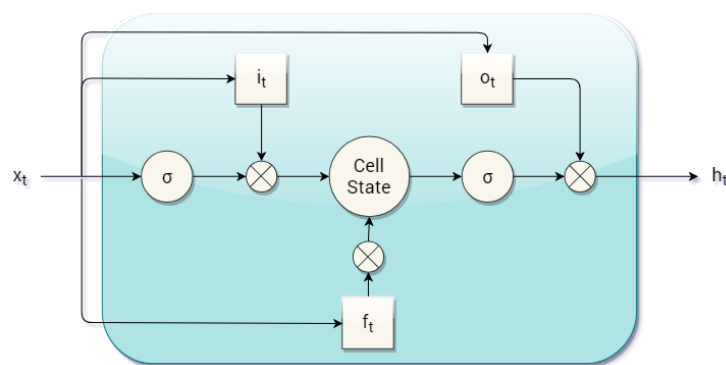 i_t
o_t
x_t
σ
Cell
State
σ
h_t
f_t